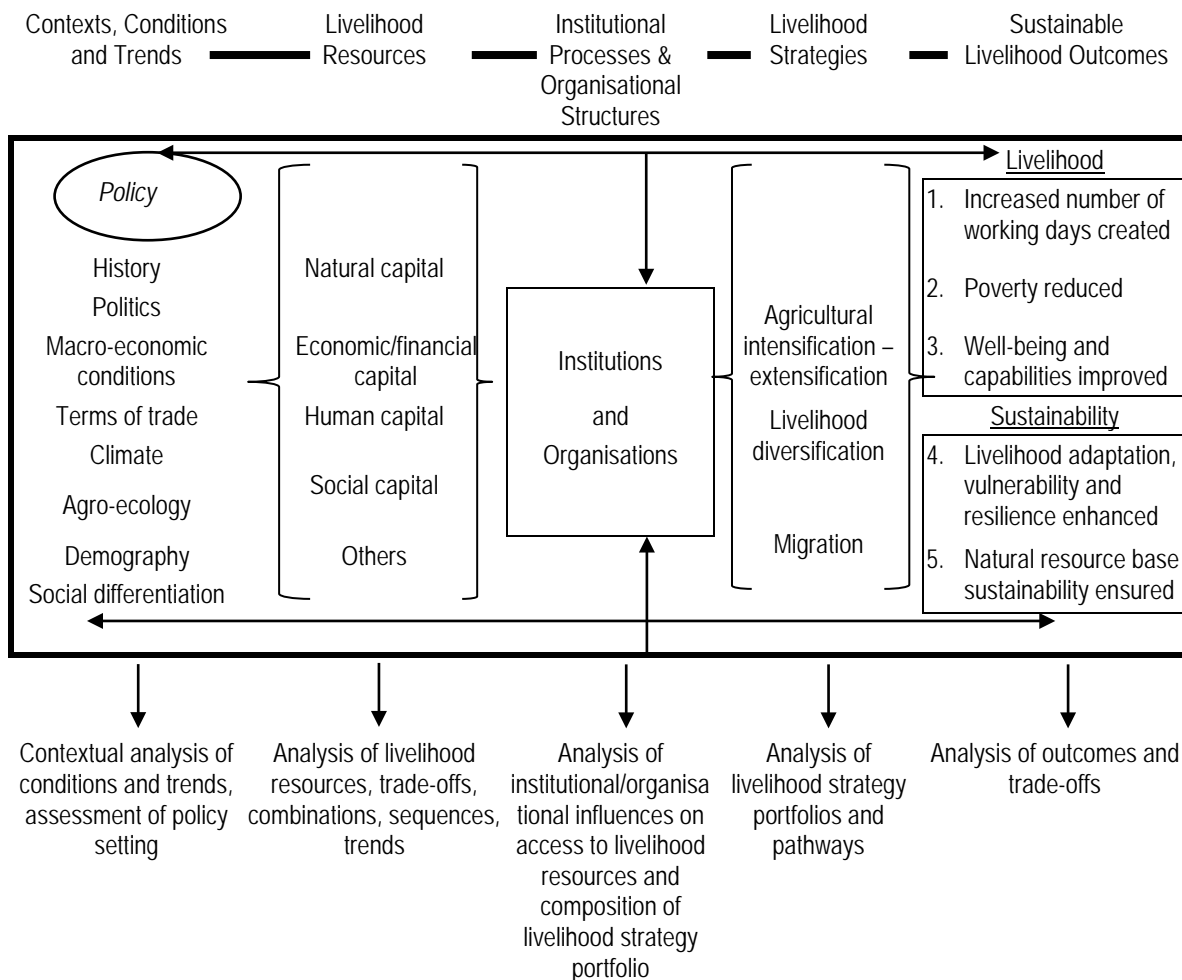 Contexts, Conditions
and Trends
Livelihood
Resources
Institutional
Processes &
Organisational
Structures
Livelihood
Strategies
Sustainable
Livelihood Outcomes
Policy
History
Politics
Macro-economic
conditions
Terms of trade
Climate
Agro-ecology
Demography
Social differentiation
Natural capital
Economic/financial
capital
Human capital
Social capital
Others
Institutions
and
Organisations
Agricultural
intensification –
extensification
Livelihood
diversification
Migration
Livelihood
1. Increased number of
working days created
2. Poverty reduced
3. Well-being and
capabilities improved
Sustainability
4. Livelihood adaptation,
vulnerability and
resilience enhanced
5. Natural resource base
sustainability ensured
Contextual analysis of
conditions and trends,
assessment of policy
setting
Analysis of livelihood
resources, trade-offs,
combinations, sequences,
trends
Analysis of
institutional/organisa
tional influences on
access to livelihood
resources and
composition of
livelihood strategy
portfolio
Analysis of
livelihood strategy
portfolios and
pathways
Analysis of outcomes and
trade-offs